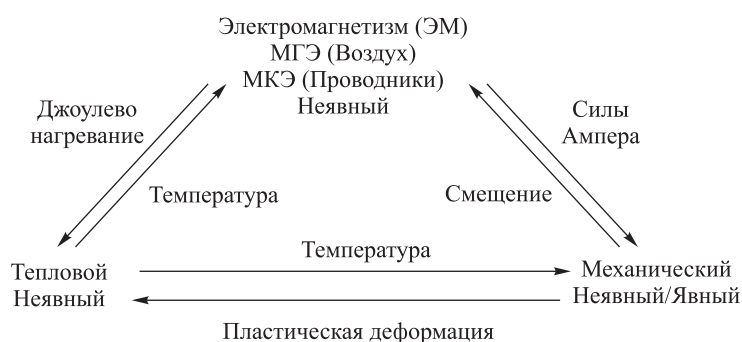 Электромагнетизм (ЭМ)
МГЭ (Воздух)
МКЭ (Проводники)
Неявный
Джоулево
нагревание
Силы
Ампера
Температура
Смещение
Температура
Тепловой
Неявный
Механический
Неявный/Явный
Пластическая деформация